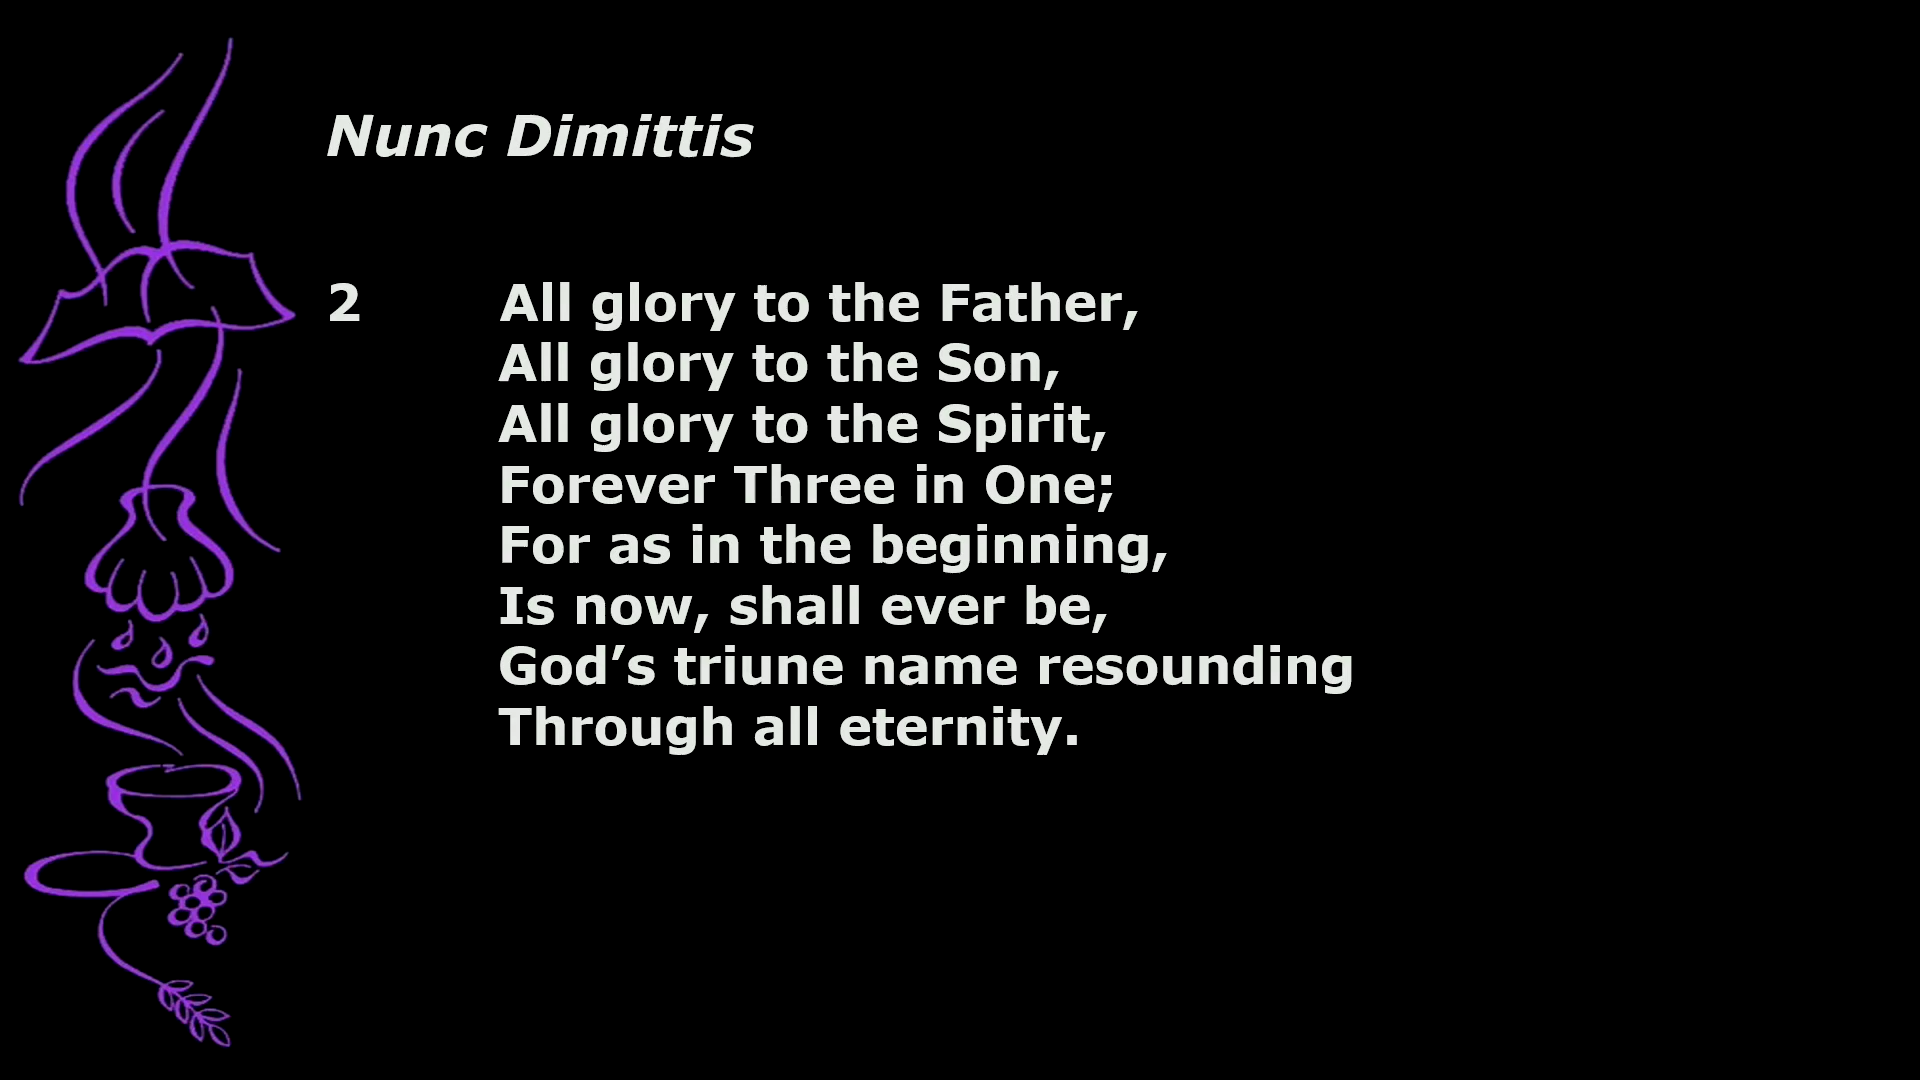 Nunc Dimittis
2 All glory to the Father,
All glory to the Son,
All glory to the Spirit,
Forever Three in One;
For as in the beginning,
Is now, shall ever be,
God’s triune name resounding
Through all eternity.